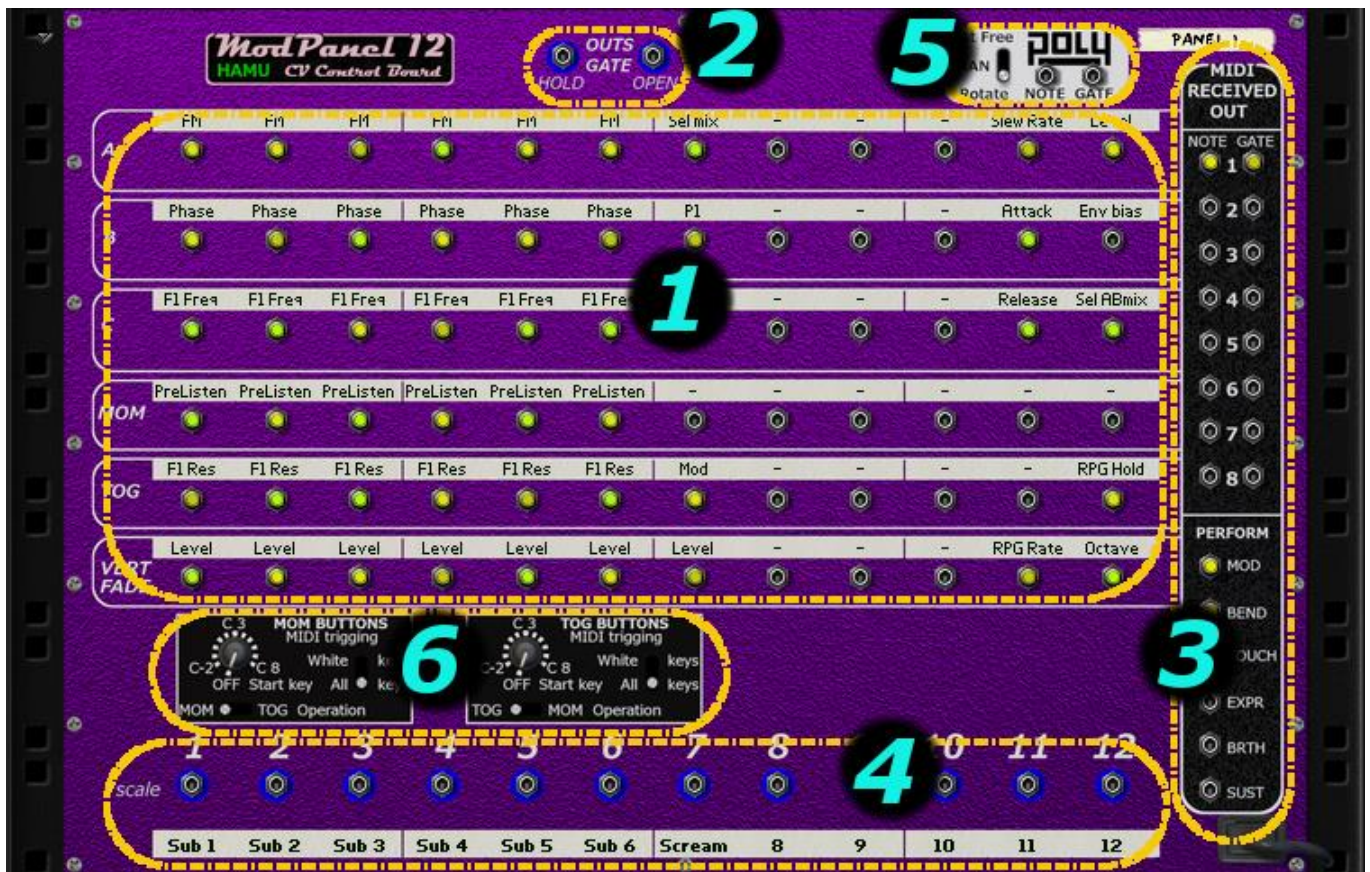 ModPanel 12
HAMU CV Control Board
OUTS
GATE
HOLD OPEN
2
5
Free
Rotate
POLY
NOTE GATE
PANEL 1
MIDI
RECEIVED
OUT
NOTE GATE
1
2
3
4
5
6
7
8
PERFORM
MOD
BEND
EXPR
BRTH
SUST
3
A
FM FM FM FM FM FM Sel mix - - - Slew Rate Level
B
Phase Phase Phase Phase Phase Phase P1 - - - Attack Env bias
1
C
F1 Freq F1 Freq F1 Freq F1 Freq F1 Freq - - - Release Sel ABmix
MOM
PreListen PreListen PreListen PreListen PreListen PreListen - - - - - -
TOG
F1 Res F1 Res F1 Res F1 Res F1 Res F1 Res Mod - - - - RPG Hold
VERT
FADE
Level Level Level Level Level Level Level - - - RPG Rate Octave
C 3 MOM BUTTONS
MIDI trigging
C-2 C 8 White
OFF Start key All
MOM TOG Operation
6
C 3 TOG BUTTONS
MIDI trigging
C-2 C 8 White keys
OFF Start key All keys
TOG MOM Operation
1 2 3 4 5 6 7 8 10 11 12
4
scale
Sub 1 Sub 2 Sub 3 Sub 4 Sub 5 Sub 6 Scream 8 9 10 11 12